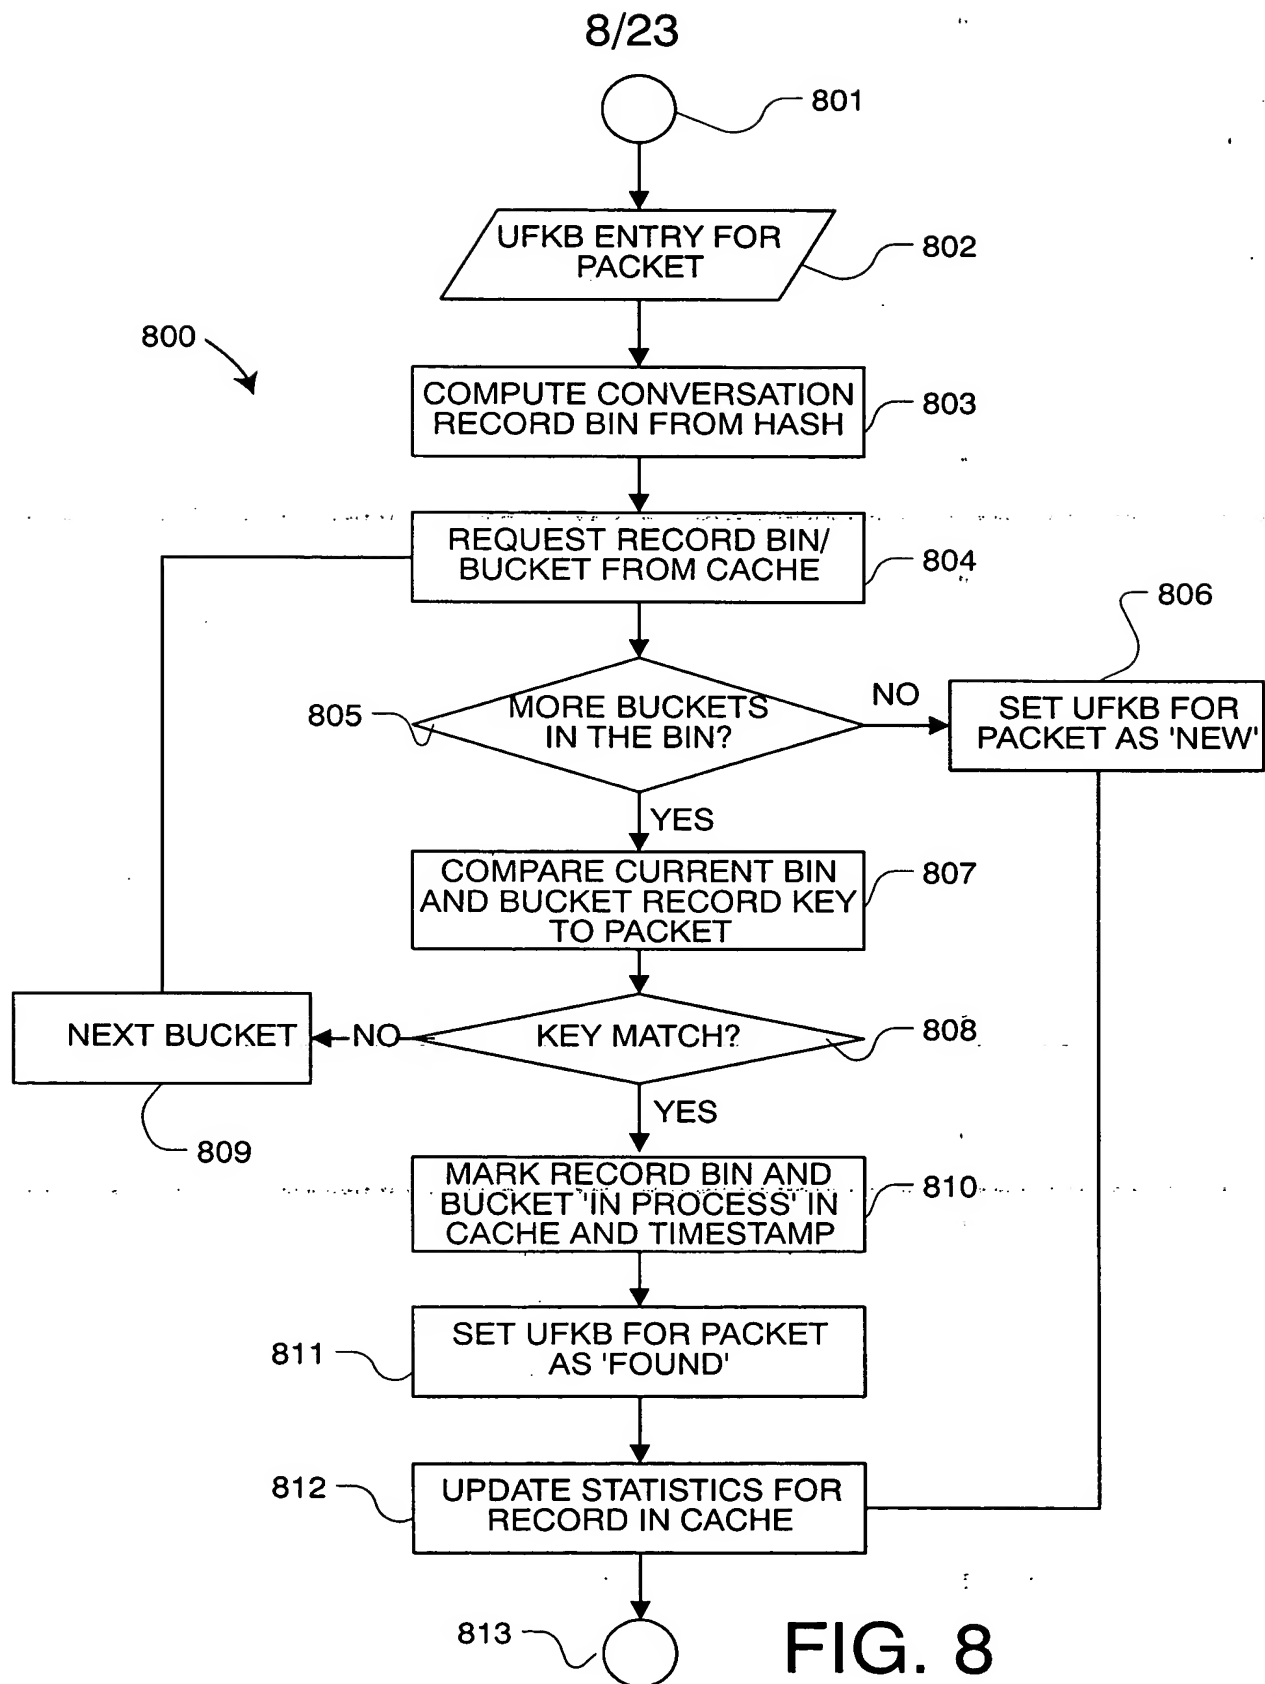 8/23
801
UFKB ENTRY FOR
PACKET
802
800
COMPUTE CONVERSATION
RECORD BIN FROM HASH
803
REQUEST RECORD BIN/
BUCKET FROM CACHE
804
806
805
MORE BUCKETS
IN THE BIN?
NO
SET UFKB FOR
PACKET AS 'NEW'
YES
COMPARE CURRENT BIN
AND BUCKET RECORD KEY
TO PACKET
807
NEXT BUCKET
NO
KEY MATCH?
808
809
YES
MARK RECORD BIN AND
BUCKET 'IN PROCESS' IN
CACHE AND TIMESTAMP
810
811
SET UFKB FOR PACKET
AS 'FOUND'
812
UPDATE STATISTICS FOR
RECORD IN CACHE
813
FIG. 8